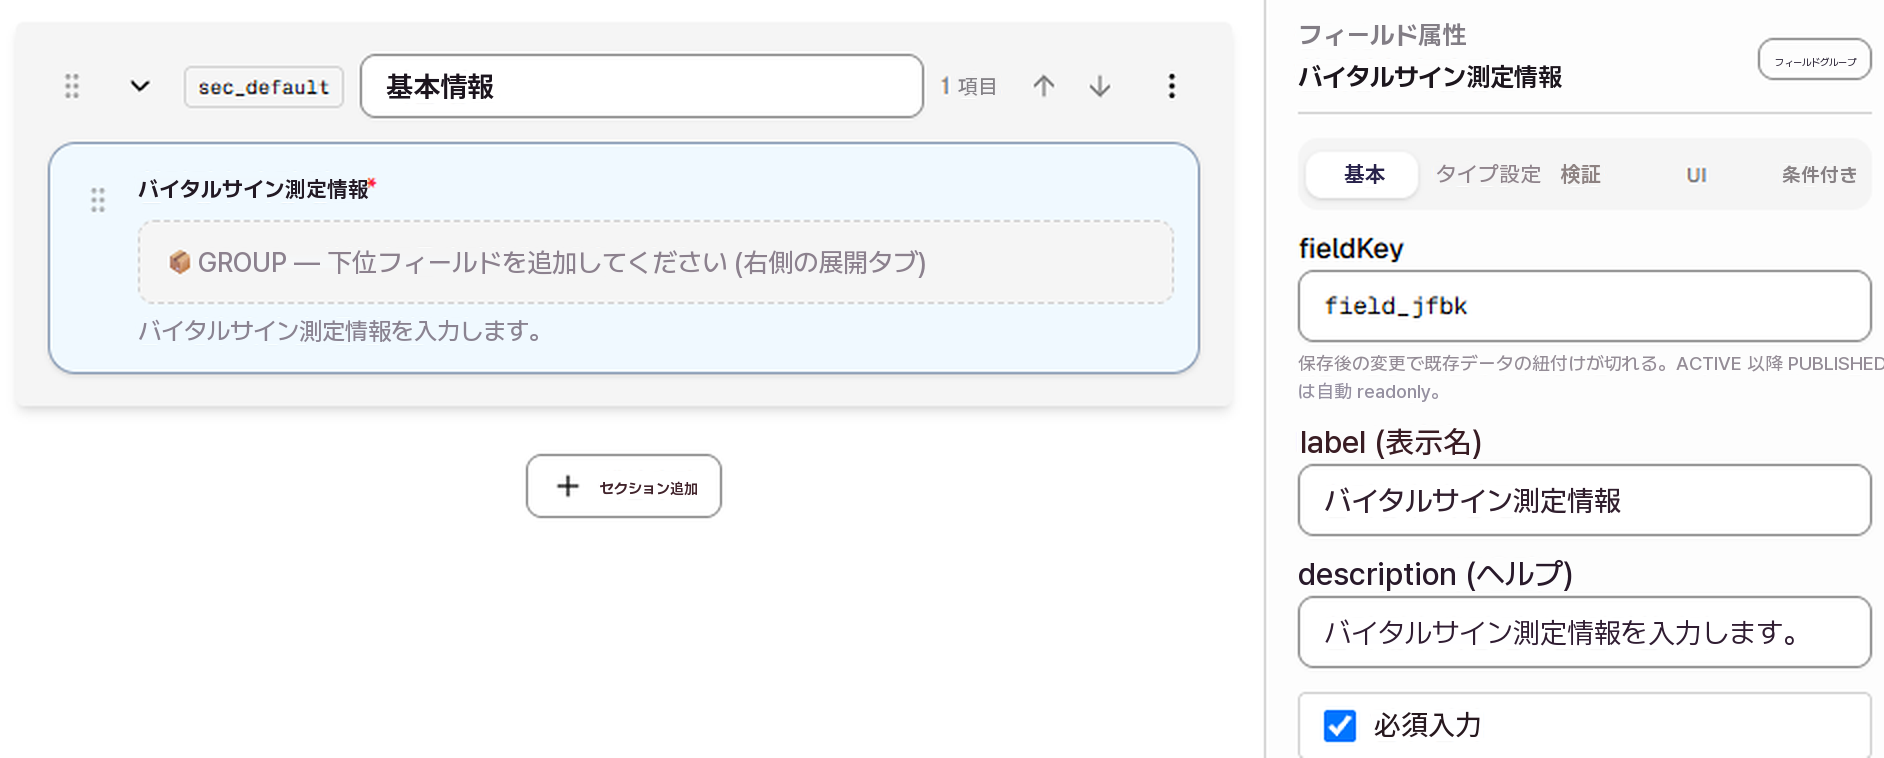 sec_default
基本情報
1 項目
バイタルサイン測定情報*
GROUP — 下位フィールドを追加してください (右側の展開タブ)
バイタルサイン測定情報を入力します。
セクション追加
フィールド属性
バイタルサイン測定情報
フィールドグループ
基本 タイプ設定 検証 UI 条件付き
fieldKey
field_jfbk
保存後の変更で既存データの紐付けが切れる。ACTIVE 以降 PUBLISHED
は自動 readonly。
label (表示名)
バイタルサイン測定情報
description (ヘルプ)
バイタルサイン測定情報を入力します。
必須入力